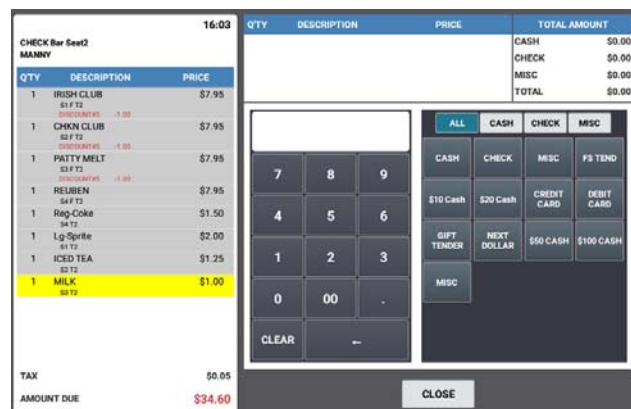 16:03
CHECK Bar Seat2
MANNY
Q'TY DESCRIPTION PRICE
1 IRISH CLUB $7.95
S1 F T2
DISCOUNT#5 -1.00
1 CHKN CLUB $7.95
S2 F T2
DISCOUNT#5 -1.00
1 PATTY MELT $7.95
S3 F T2
DISCOUNT#5 -1.00
1 REUBEN $7.95
S4 F T2
1 Reg-Coke $1.50
S4 T2
1 Lg-Sprite $2.00
S1 T2
1 ICED TEA $1.25
S2 T2
1 MILK $1.00
S3 T2
TAX $0.05
AMOUNT DUE $34.60
Q'TY DESCRIPTION PRICE TOTAL AMOUNT
CASH $0.00
CHECK $0.00
MISC $0.00
TOTAL $0.00
7 8 9
4 5 6
1 2 3
0 00 .
CLEAR ←
ALL CASH CHECK MISC
CASH CHECK MISC FS TEND
$10 Cash $20 Cash CREDIT CARD DEBIT CARD
GIFT TENDER NEXT DOLLAR $50 CASH $100 CASH
MISC
CLOSE